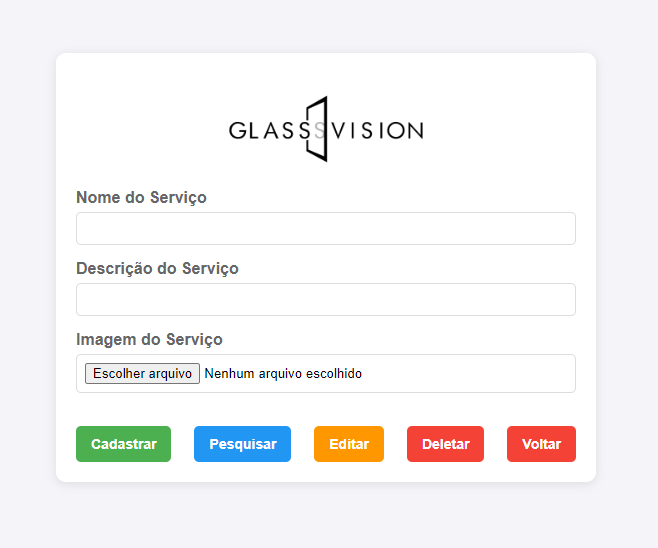 GLASSSVISION
Nome do Serviço
Descrição do Serviço
Imagem do Serviço
Escolher arquivo Nenhum arquivo escolhido
Cadastrar Pesquisar Editar Deletar Voltar